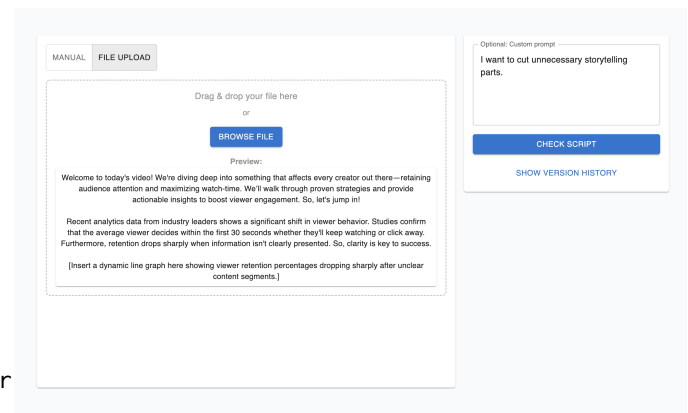 MANUAL
FILE UPLOAD
Drag & drop your file here
or
BROWSE FILE
Preview:
Welcome to today's video! We're diving deep into something that affects every creator out there—retaining
audience attention and maximizing watch-time. We'll walk through proven strategies and provide
actionable insights to boost viewer engagement. So, let's jump in!
Recent analytics data from industry leaders shows a significant shift in viewer behavior. Studies confirm
that the average viewer decides within the first 30 seconds whether they'll keep watching or click away.
Furthermore, retention drops sharply when information isn't clearly presented. So, clarity is key to success.
[Insert a dynamic line graph here showing viewer retention percentages dropping sharply after unclear
content segments.]
Optional: Custom prompt
I want to cut unnecessary storytelling
parts.
CHECK SCRIPT
SHOW VERSION HISTORY
r